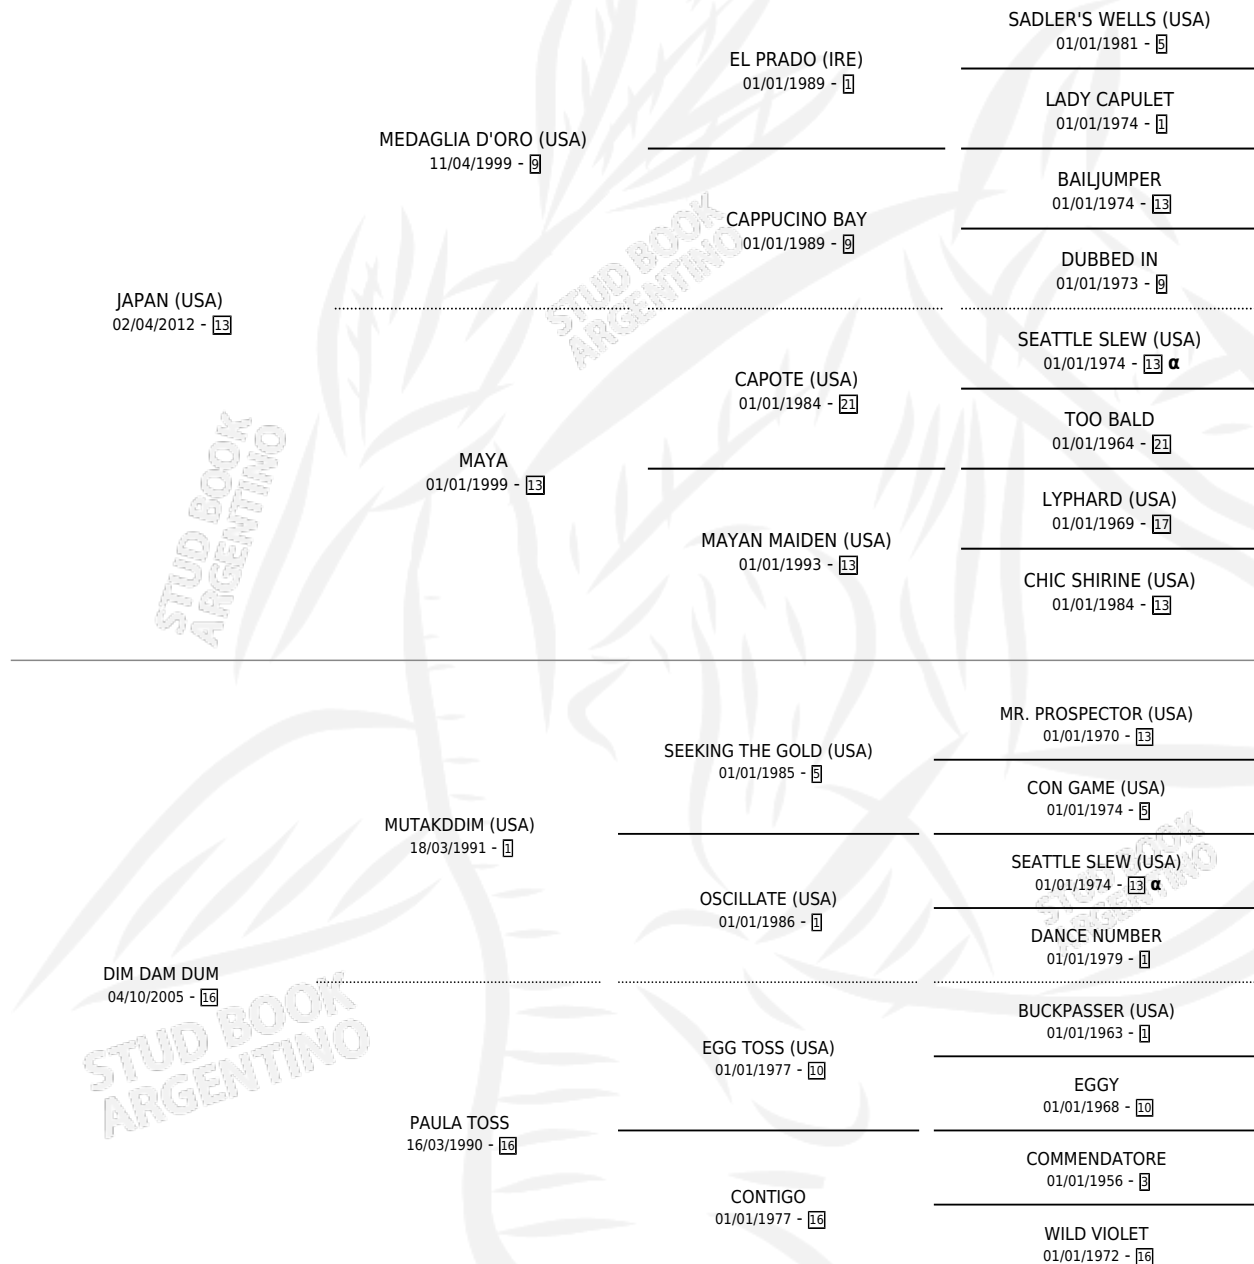 SADLER'S WELLS (USA)
01/01/1981 - 5
EL PRADO (IRE)
01/01/1989 - 1
LADY CAPULET
01/01/1974 - 1
MEDAGLIA D'ORO (USA)
11/04/1999 - 9
BAILJUMPER
01/01/1974 - 13
CAPPUCINO BAY
01/01/1989 - 9
DUBBED IN
01/01/1973 - 9
JAPAN (USA)
02/04/2012 - 13
SEATTLE SLEW (USA)
01/01/1974 - 13 α
CAPOTE (USA)
01/01/1984 - 21
TOO BALD
01/01/1964 - 21
MAYA
01/01/1999 - 13
LYPHARD (USA)
01/01/1969 - 17
MAYAN MAIDEN (USA)
01/01/1993 - 13
CHIC SHIRINE (USA)
01/01/1984 - 13
MR. PROSPECTOR (USA)
01/01/1970 - 13
SEEKING THE GOLD (USA)
01/01/1985 - 5
CON GAME (USA)
01/01/1974 - 5
MUTAKDDIM (USA)
18/03/1991 - 1
SEATTLE SLEW (USA)
01/01/1974 - 13 α
OSCILLATE (USA)
01/01/1986 - 1
DANCE NUMBER
01/01/1979 - 1
DIM DAM DUM
04/10/2005 - 16
BUCKPASSER (USA)
01/01/1963 - 1
EGG TOSS (USA)
01/01/1977 - 10
EGGY
01/01/1968 - 10
PAULA TOSS
16/03/1990 - 16
COMMENDATORE
01/01/1956 - 3
CONTIGO
01/01/1977 - 16
WILD VIOLET
01/01/1972 - 16
STUD BOOK
ARGENTINO
STUD BOOK
ARGENTINO
STUD BOOK
ARGENTINO
STUD BOOK
ARGENTINO